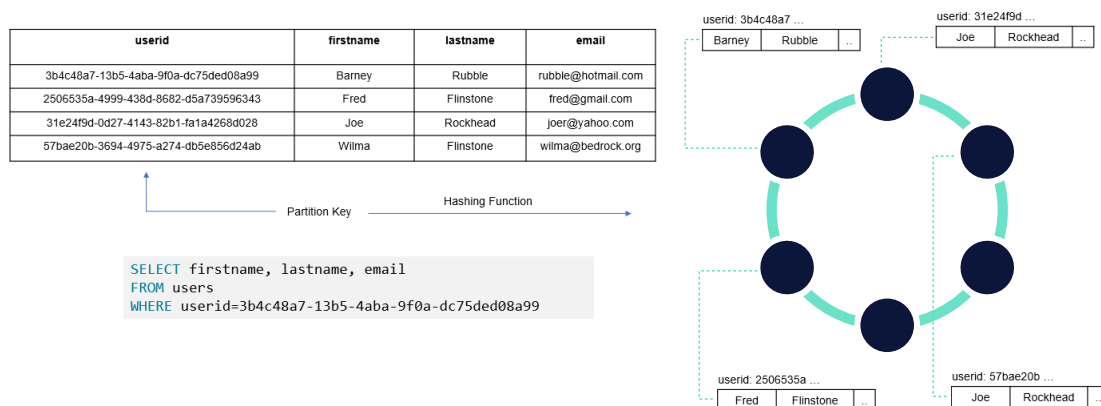 userid firstname lastname email
3b4c48a7-13b5-4aba-9f0a-dc75ded08a99 Barney Rubble rubble@hotmail.com
2506535a-4999-438d-8682-d5a739596343 Fred Flinstone fred@gmail.com
31e24f9d-0d27-4143-82b1-fa1a4268d028 Joe Rockhead joer@yahoo.com
57bae20b-3694-4975-a274-db5e856d24ab Wilma Flinstone wilma@bedrock.org
Partition Key
Hashing Function
SELECT firstname, lastname, email
FROM users
WHERE userid=3b4c48a7-13b5-4aba-9f0a-dc75ded08a99
userid: 3b4c48a7 ...
Barney Rubble ..
userid: 31e24f9d ...
Joe Rockhead ..
userid: 2506535a ...
Fred Flinstone ..
userid: 57bae20b ...
Joe Rockhead ..